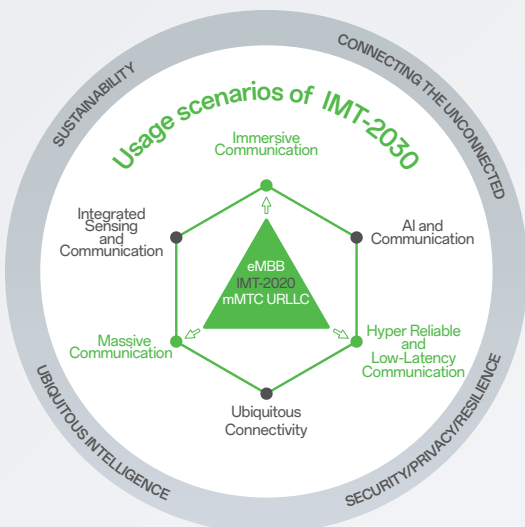 SUSTAINABILITY
CONNECTING THE UNCONNECTED
Usage scenarios of IMT-2030
Immersive
Communication
Integrated
Sensing
and
Communication
AI and
Communication
eMBB
IMT-2020
mMTC URLLC
Massive
Communication
Hyper Reliable
and
Low-Latency
Communication
Ubiquitous
Connectivity
UBIQUITOUS INTELLIGENCE
SECURITY/PRIVACY/RESILIENCE